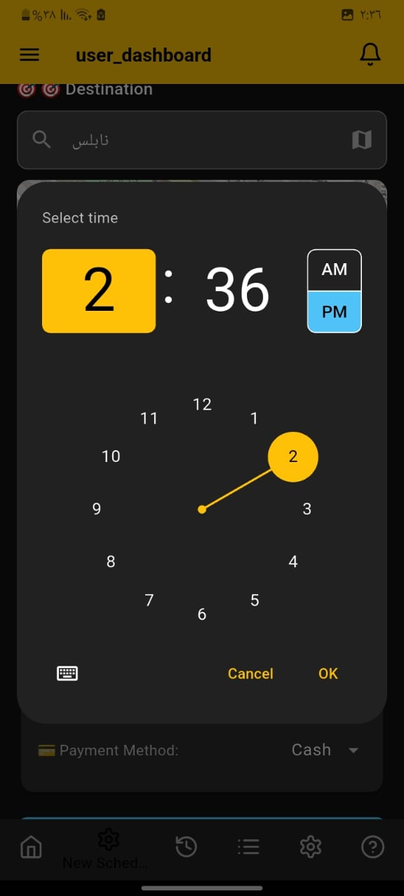 %٣٨ ٢:٣٦
user_dashboard
🎯 🎯 Destination
نابلس
Select time
2 : 36
AM
PM
12
11 1
10 2
9 3
8 4
7 5
6
Cancel OK
💳 Payment Method: Cash
New Sched...